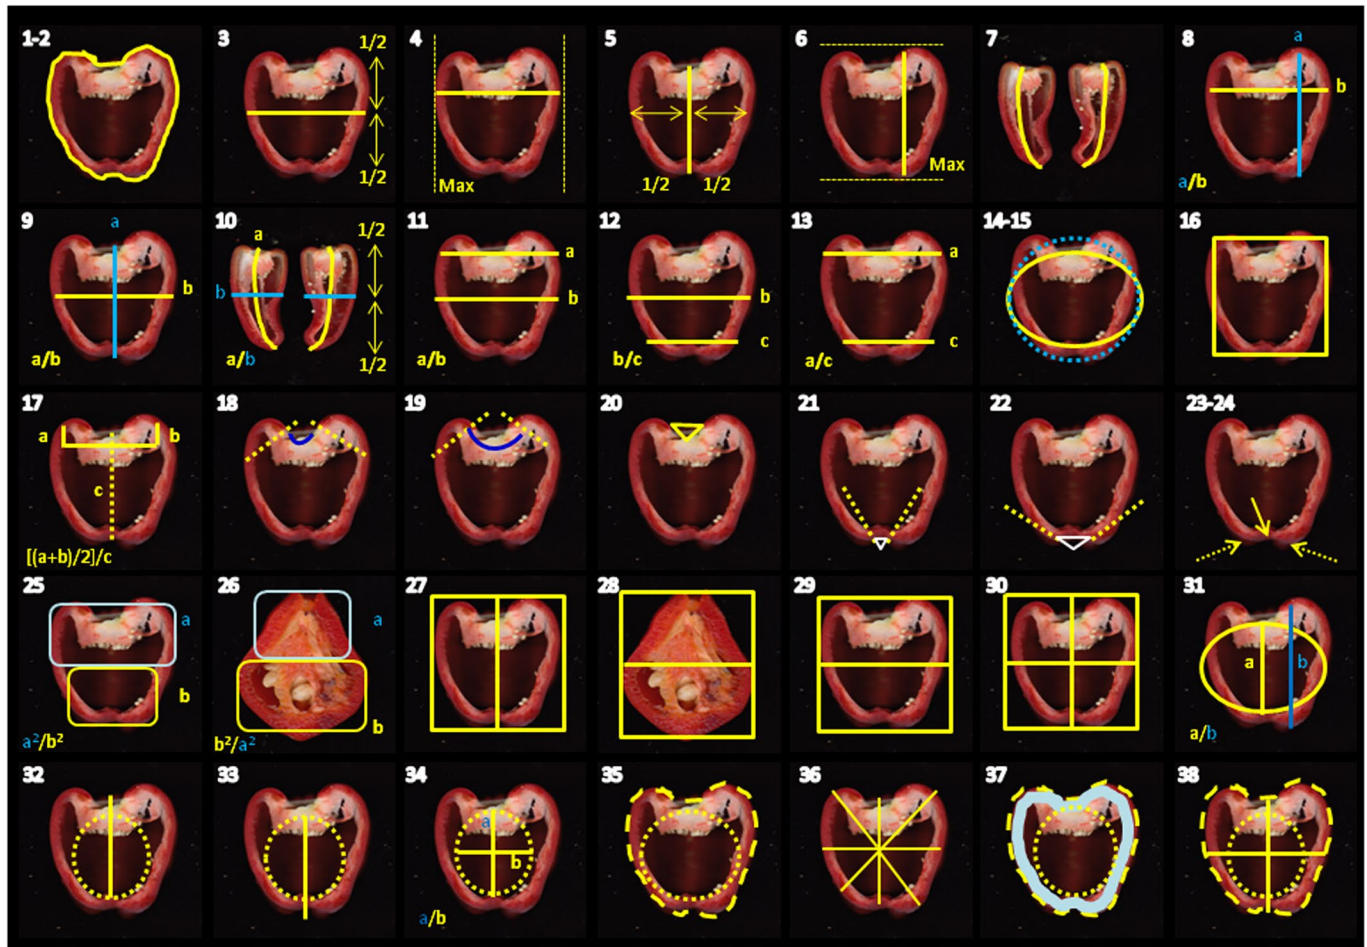 1-2
3
1/2
1/2
4
Max
5
1/2 1/2
6
Max
7
8
a
b
a/b
9
a
b
a/b
10
a
b
1/2
1/2
a/b
11
a
b
a/b
12
b
c
b/c
13
a
c
a/c
14-15
16
17
a b
c
[(a+b)/2]/c
18
19
20
21
22
23-24
25
a
b
a²/b²
26
a
b
b²/a²
27
28
29
30
31
a b
a/b
32
33
34
a
b
a/b
35
36
37
38